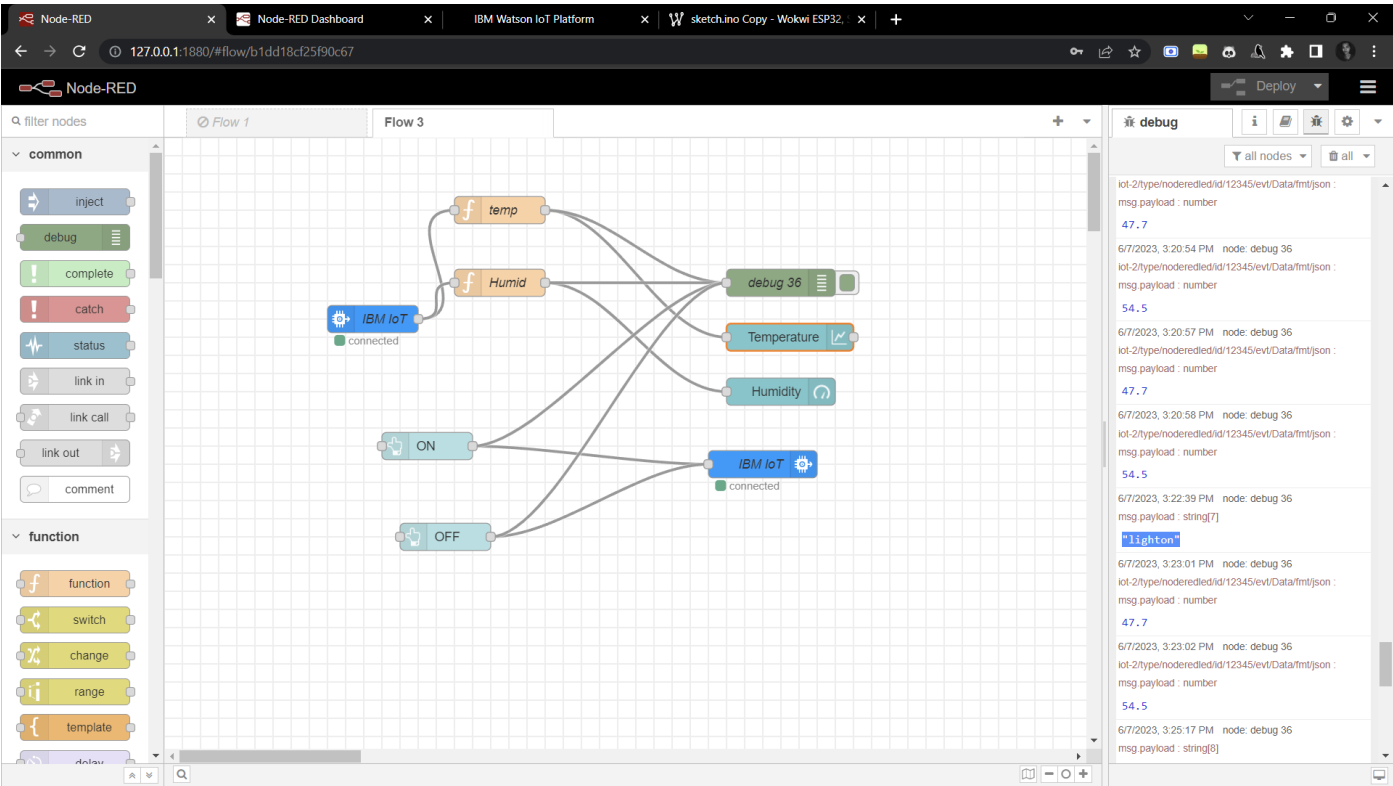 Node-RED
Node-RED Dashboard
IBM Watson IoT Platform
sketch.ino Copy - Wokwi ESP32, S
127.0.0.1:1880/#flow/b1dd18cf25f90c67
Node-RED
Deploy
filter nodes
Flow 1
Flow 3
debug
i
all nodes
all
common
inject
debug
complete
catch
status
link in
link call
link out
comment
function
function
switch
change
range
template
delay
temp
Humid
IBM IoT
connected
debug 36
Temperature
Humidity
ON
IBM IoT
connected
OFF
iot-2/type/noderedled/id/12345/evt/Data/fmt/json :
msg.payload : number
47.7
6/7/2023, 3:20:54 PM node: debug 36
iot-2/type/noderedled/id/12345/evt/Data/fmt/json :
msg.payload : number
54.5
6/7/2023, 3:20:57 PM node: debug 36
iot-2/type/noderedled/id/12345/evt/Data/fmt/json :
msg.payload : number
47.7
6/7/2023, 3:20:58 PM node: debug 36
iot-2/type/noderedled/id/12345/evt/Data/fmt/json :
msg.payload : number
54.5
6/7/2023, 3:22:39 PM node: debug 36
msg.payload : string[7]
"lighton"
6/7/2023, 3:23:01 PM node: debug 36
iot-2/type/noderedled/id/12345/evt/Data/fmt/json :
msg.payload : number
47.7
6/7/2023, 3:23:02 PM node: debug 36
iot-2/type/noderedled/id/12345/evt/Data/fmt/json :
msg.payload : number
54.5
6/7/2023, 3:25:17 PM node: debug 36
msg.payload : string[8]